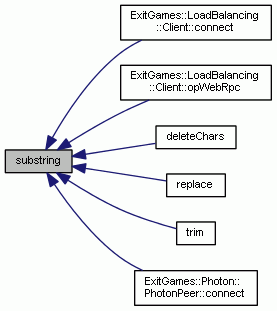 ExitGames::LoadBalancing
::Client::connect
ExitGames::LoadBalancing
::Client::opWebRpc
deleteChars
substring
replace
trim
ExitGames::Photon::
PhotonPeer::connect